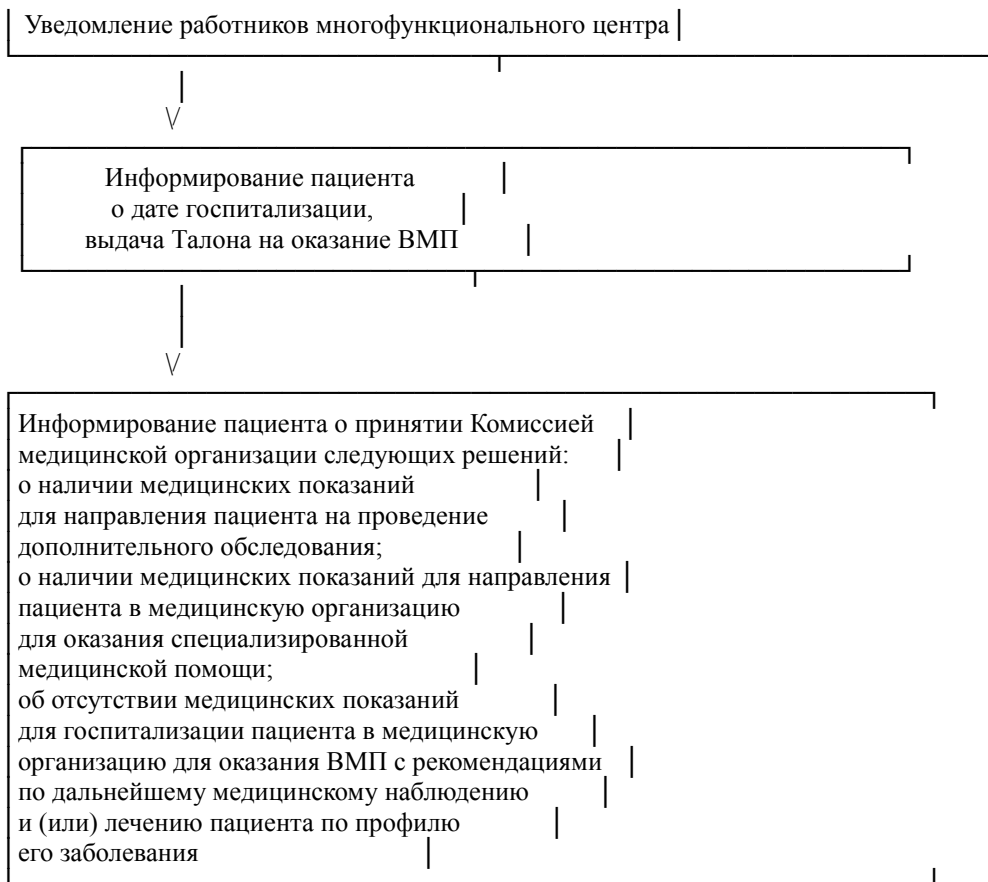 Уведомление работников многофункционального центра
Информирование пациента
о дате госпитализации,
выдача Талона на оказание ВМП
Информирование пациента о принятии Комиссией
медицинской организации следующих решений:
о наличии медицинских показаний
для направления пациента на проведение
дополнительного обследования;
о наличии медицинских показаний для направления
пациента в медицинскую организацию
для оказания специализированной
медицинской помощи;
об отсутствии медицинских показаний
для госпитализации пациента в медицинскую
организацию для оказания ВМП с рекомендациями
по дальнейшему медицинскому наблюдению
и (или) лечению пациента по профилю
его заболевания